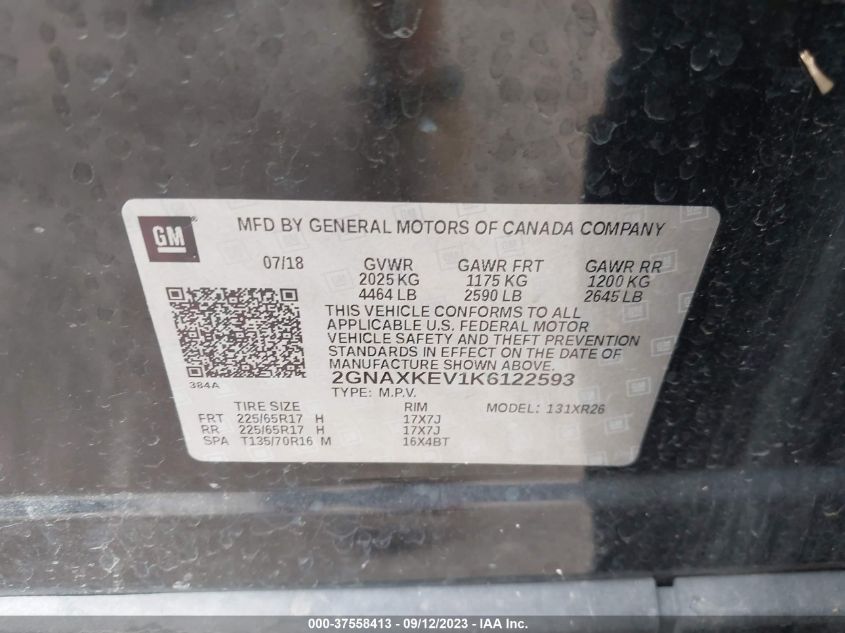 GM
MFD BY GENERAL MOTORS OF CANADA COMPANY
07/18 GVWR GAWR FRT GAWR RR
2025 KG 1175 KG 1200 KG
4464 LB 2590 LB 2645 LB
THIS VEHICLE CONFORMS TO ALL
APPLICABLE U.S. FEDERAL MOTOR
VEHICLE SAFETY AND THEFT PREVENTION
STANDARDS IN EFFECT ON THE DATE OF
MANUFACTURE SHOWN ABOVE.
384A 2GNAXKEV1K6122593
TYPE: M.P.V.
TIRE SIZE RIM MODEL: 131XR26
FRT 225/65R17 H 17X7J
RR 225/65R17 H 17X7J
SPA T135/70R16 M 16X4BT
000-37558413 - 09/12/2023 - IAA Inc.